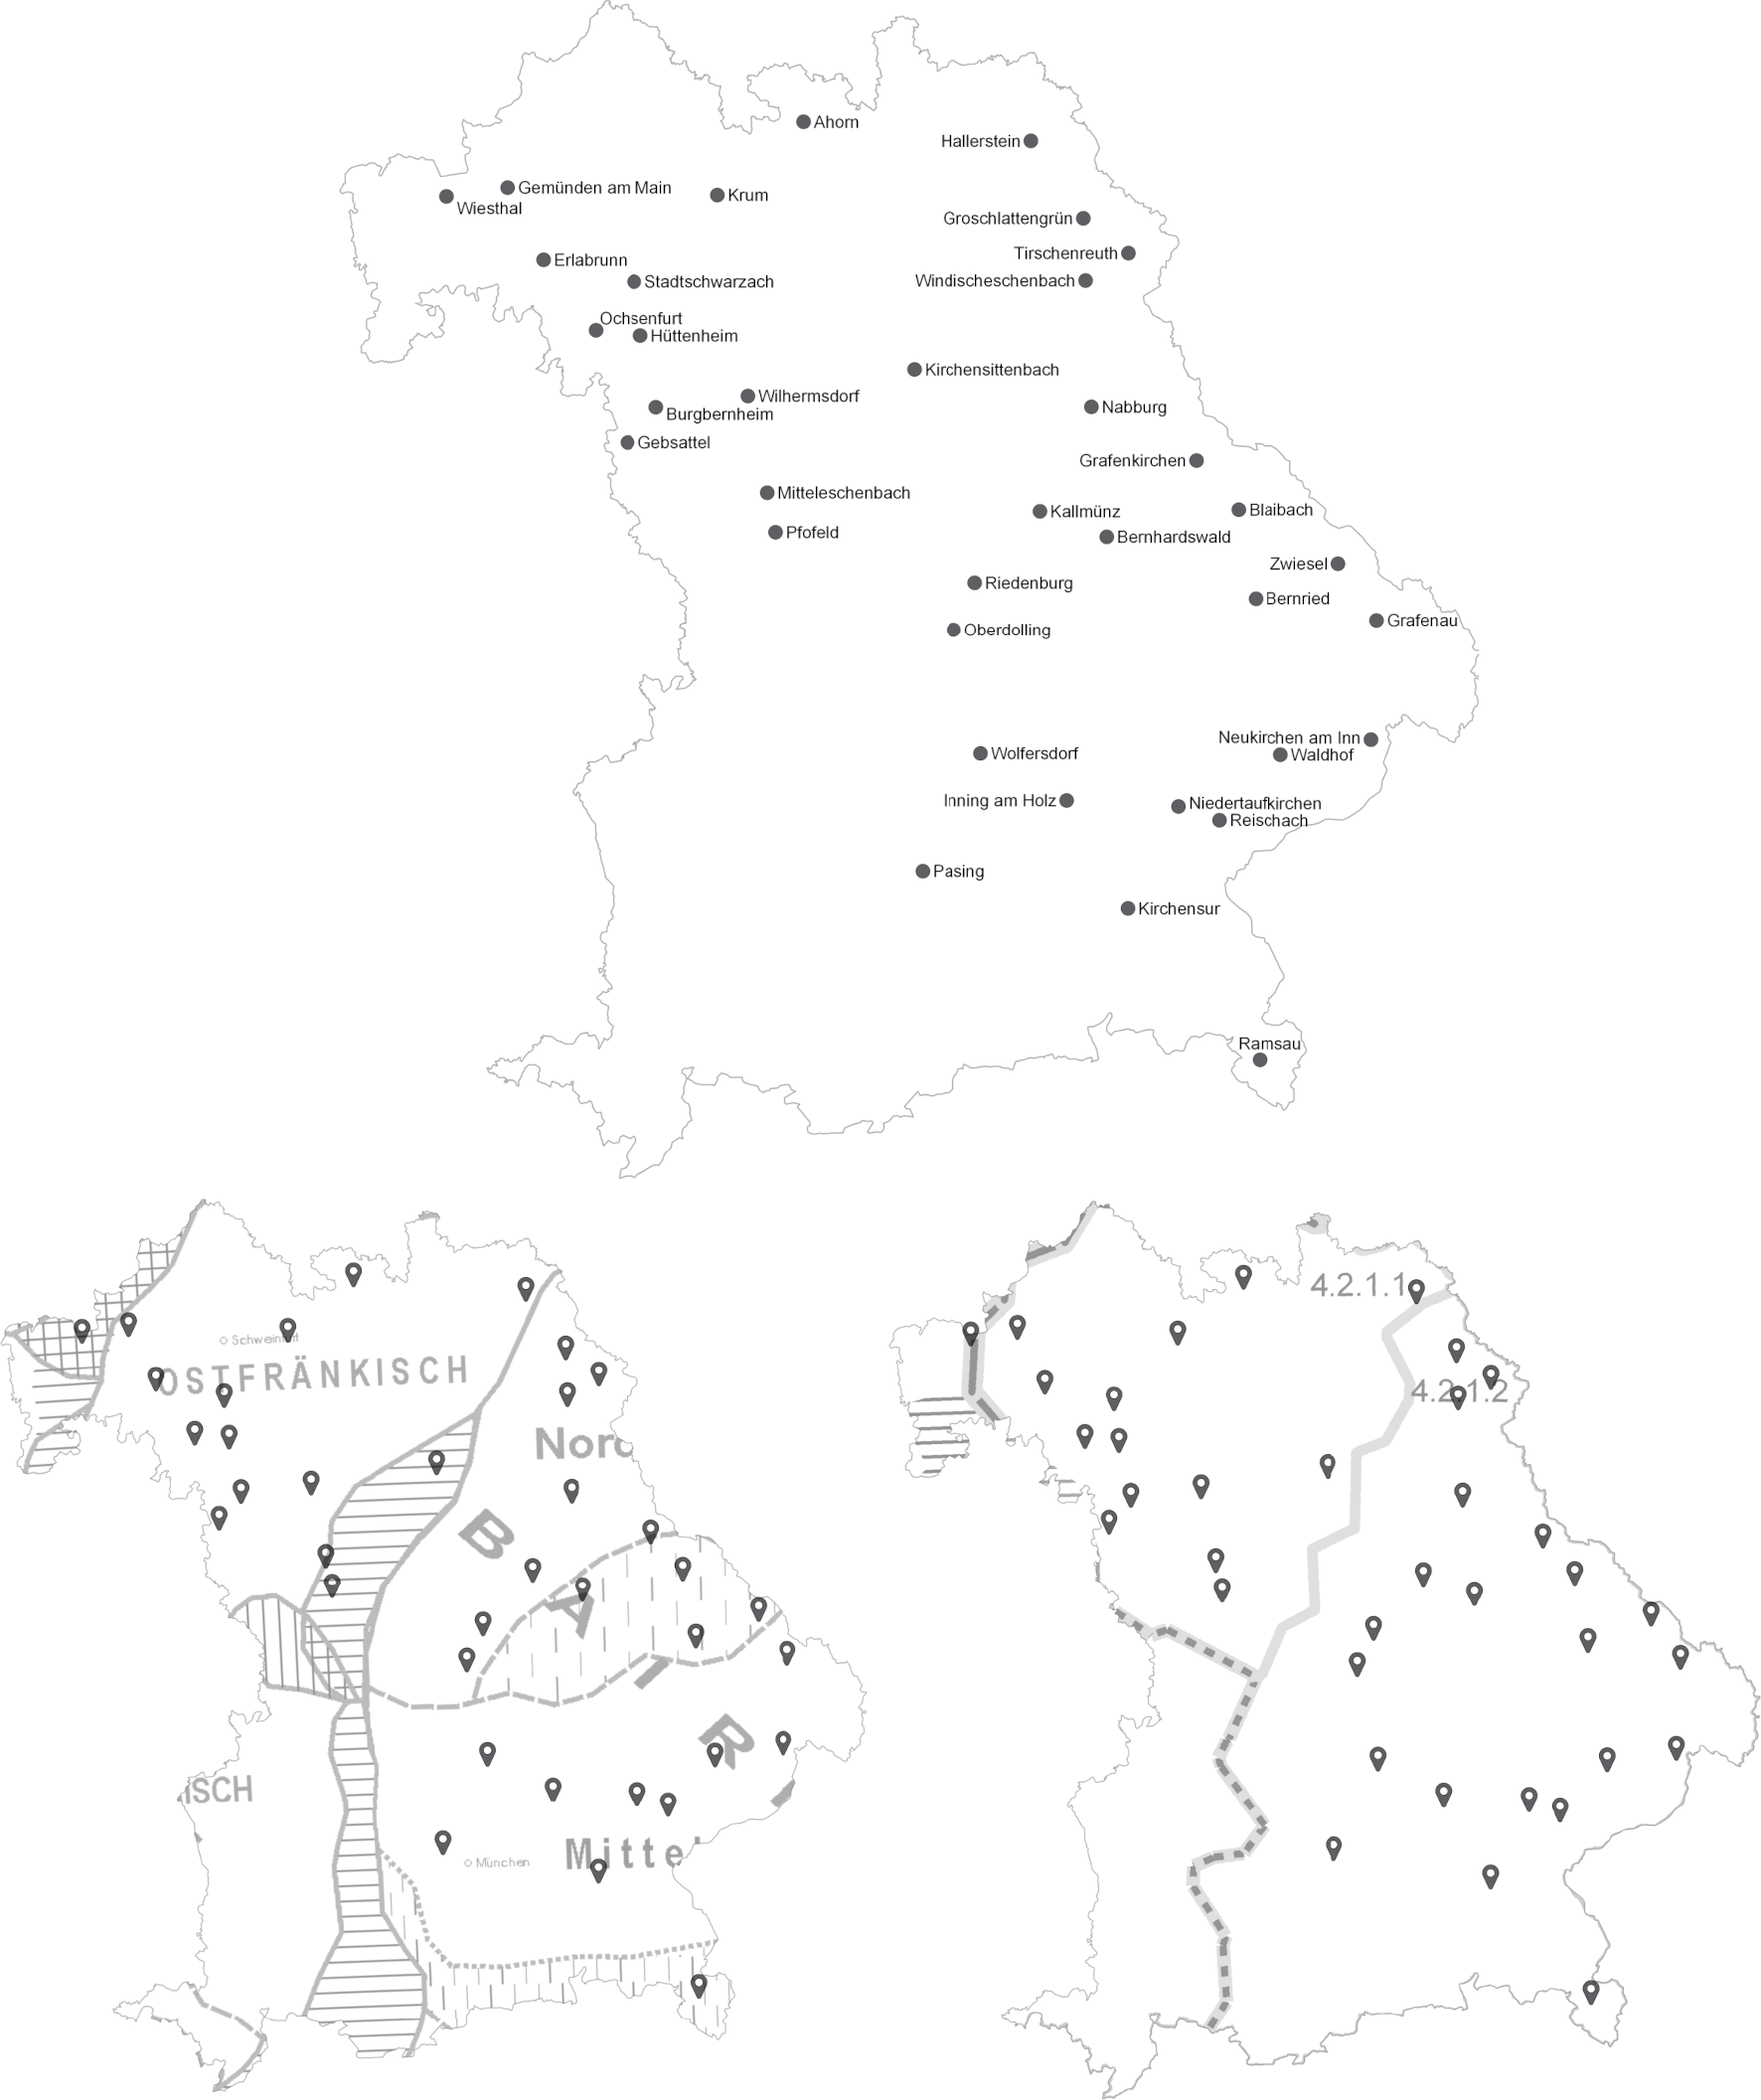 Ahorn
Hallerstein
Gemünden am Main
Krum
Wiesthal
Groschlattengrün
Tirschenreuth
Erlabrunn
Stadtschwarzach
Windischeschenbach
Ochsenfurt
Hüttenheim
Kirchensittenbach
Wilhermsdorf
Burgbernheim
Nabburg
Gebsattel
Grafenkirchen
Mitteleschenbach
Kallmünz
Blaibach
Pfofeld
Bernhardswald
Zwiesel
Riedenburg
Bernried
Grafenau
Oberdolling
Neukirchen am Inn
Wolfersdorf
Waldhof
Inning am Holz
Niedertaufkirchen
Reischach
Pasing
Kirchensur
Ramsau
Schweinfurt
OSTFRÄNKISCH
Nord
B A I R
ISCH
Mittel
München
4.2.1.1
4.2.1.2